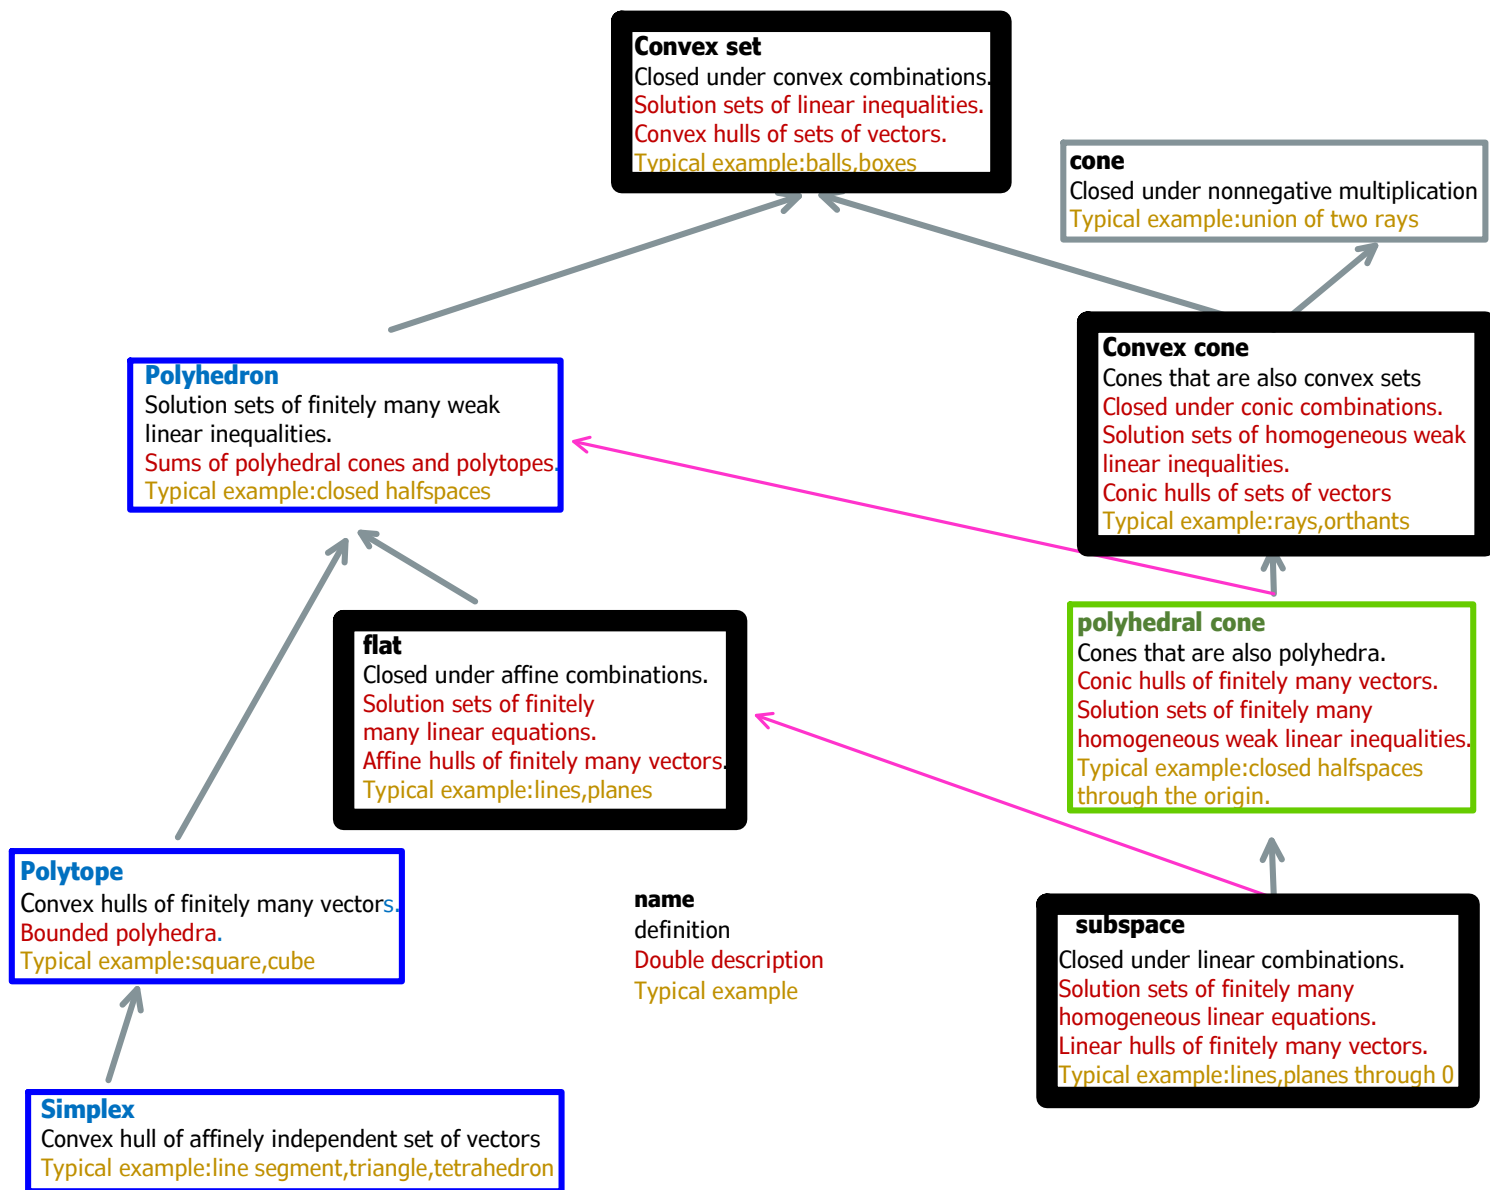 Convex set
Closed under convex combinations.
Solution sets of linear inequalities.
Convex hulls of sets of vectors.
Typical example:balls,boxes
cone
Closed under nonnegative multiplication
Typical example:union of two rays
Convex cone
Cones that are also convex sets
Closed under conic combinations.
Solution sets of homogeneous weak
linear inequalities.
Conic hulls of sets of vectors
Typical example:rays,orthants
Polyhedron
Solution sets of finitely many weak
linear inequalities.
Sums of polyhedral cones and polytopes.
Typical example:closed halfspaces
flat
Closed under affine combinations.
Solution sets of finitely
many linear equations.
Affine hulls of finitely many vectors.
Typical example:lines,planes
polyhedral cone
Cones that are also polyhedra.
Conic hulls of finitely many vectors.
Solution sets of finitely many
homogeneous weak linear inequalities.
Typical example:closed halfspaces
through the origin.
Polytope
Convex hulls of finitely many vectors.
Bounded polyhedra.
Typical example:square,cube
name
definition
Double description
Typical example
subspace
Closed under linear combinations.
Solution sets of finitely many
homogeneous linear equations.
Linear hulls of finitely many vectors.
Typical example:lines,planes through 0
Simplex
Convex hull of affinely independent set of vectors
Typical example:line segment,triangle,tetrahedron